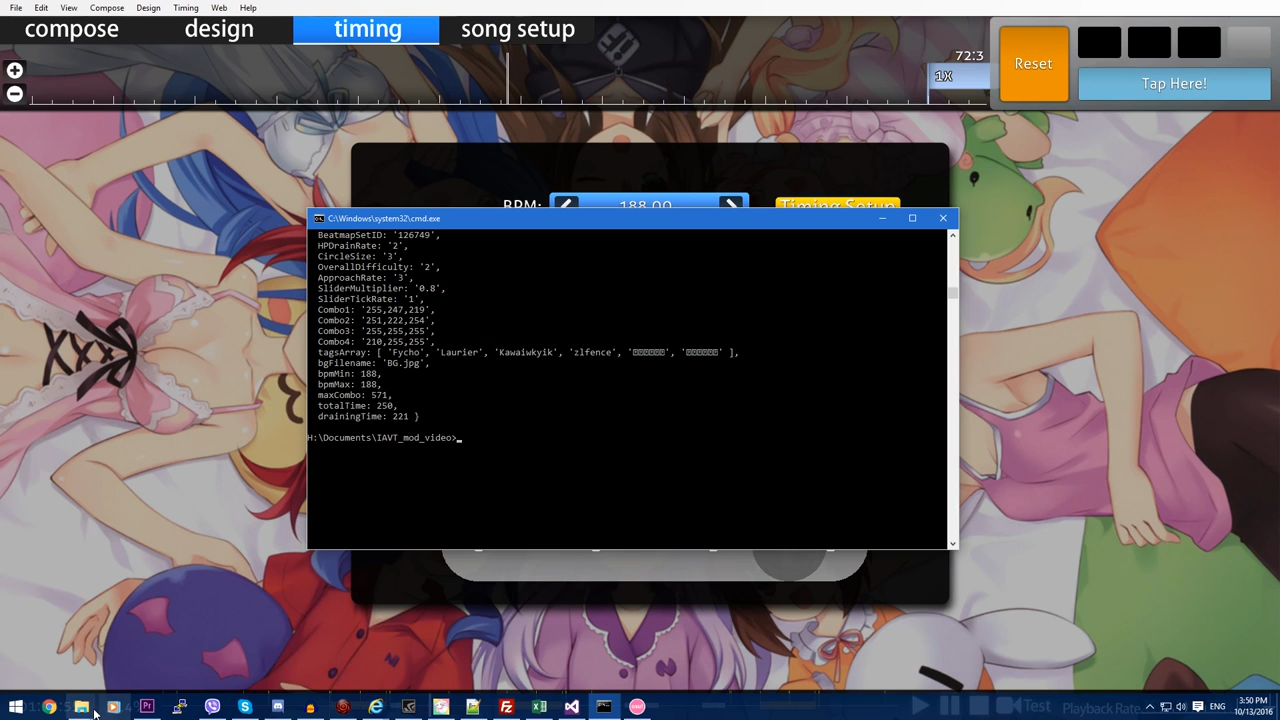 File Edit View Compose Design Timing Web Help
compose design timing song setup
72:3
1X
Reset
Tap Here!
BPM: 188.00 Timing Setup
C:\Windows\system32\cmd.exe
BeatmapSetID: '126749',
HPDrainRate: '2',
CircleSize: '3',
OverallDifficulty: '2',
ApproachRate: '3',
SliderMultiplier: '0.8',
SliderTickRate: '1',
Combo1: '255,247,219',
Combo2: '251,222,254',
Combo3: '255,255,255',
Combo4: '210,255,255',
tagsArray: [ 'Fycho', 'Laurier', 'Kawaiwkyik', 'zlfence', '⍰⍰⍰⍰⍰⍰', '⍰⍰⍰⍰⍰⍰' ],
bgFilename: 'BG.jpg',
bpmMin: 188,
bpmMax: 188,
maxCombo: 571,
totalTime: 250,
drainingTime: 221 }
H:\Documents\IAVT_mod_video>_
Test Playback Rate
ENG
3:50 PM
10/13/2016